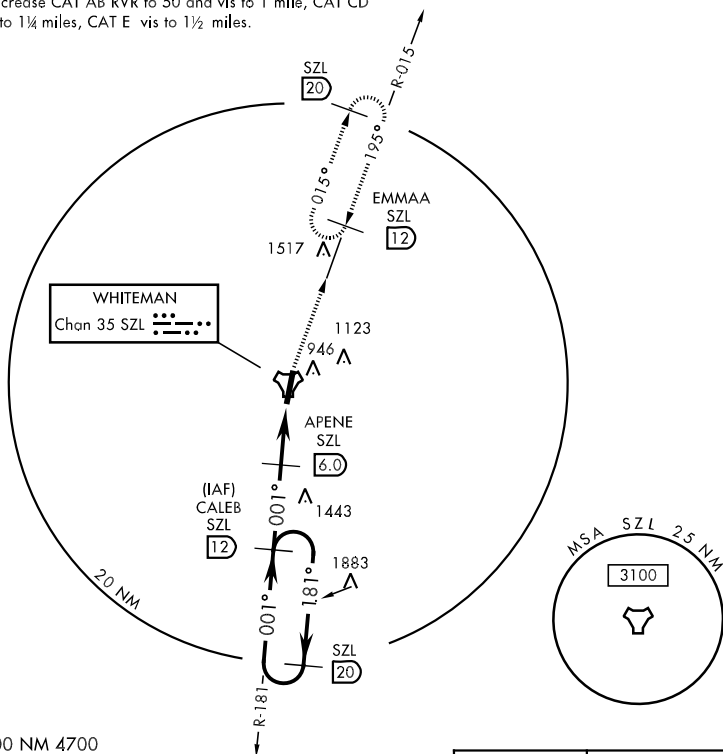 crease CAT AB RVR to 50 and vis to 1 mile, CAT CD
to 1¼ miles, CAT E vis to 1½ miles.
R-015
SZL
20
015°
195°
EMMAA
SZL
12
1517
WHITEMAN
Chan 35 SZL
1123
946
APENE
SZL
6.0
(IAF)
CALEB
SZL
12
001°
1443
1883
001°
181°
20 NM
SZL
20
R-181
MSA SZL 25 NM
3100
NM 4700